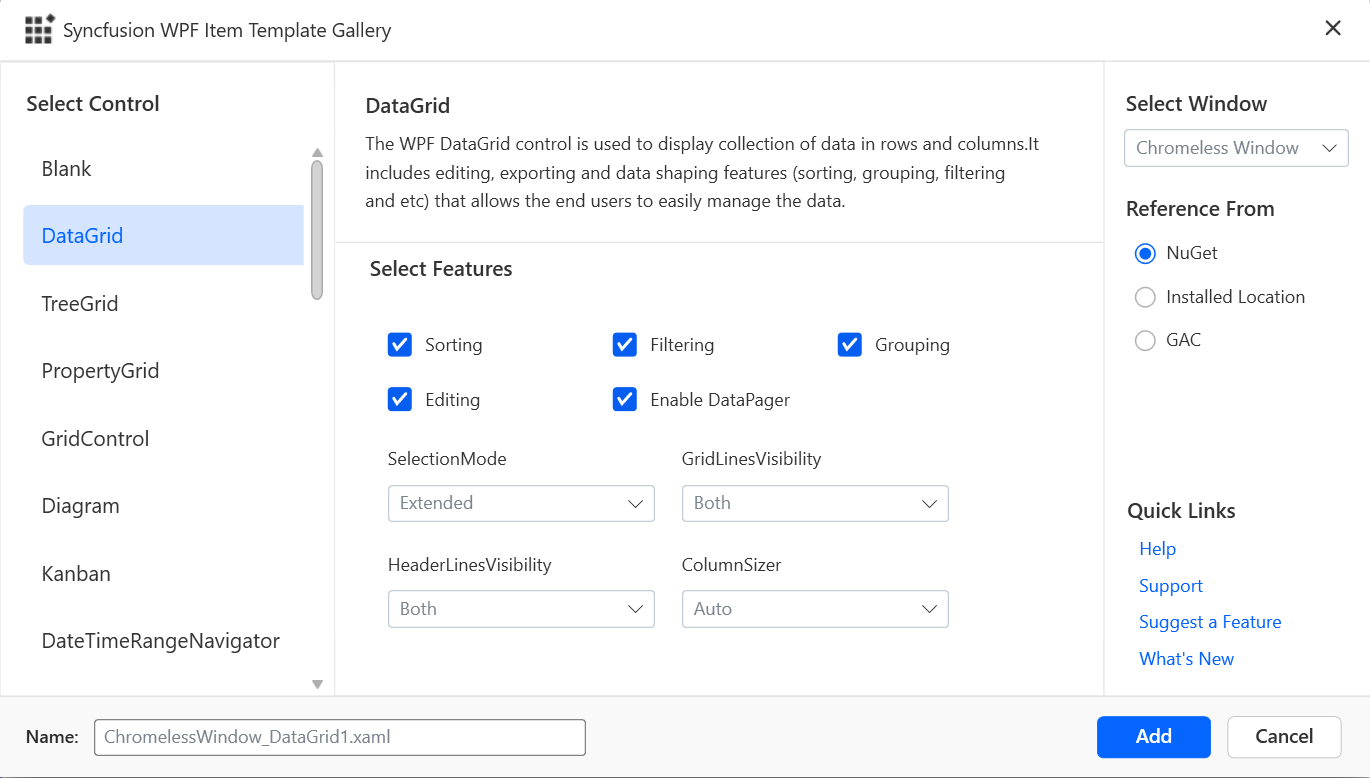 Syncfusion WPF Item Template Gallery
Select Control
Blank
DataGrid
TreeGrid
PropertyGrid
GridControl
Diagram
Kanban
DateTimeRangeNavigator
DataGrid
The WPF DataGrid control is used to display collection of data in rows and columns.It
includes editing, exporting and data shaping features (sorting, grouping, filtering
and etc) that allows the end users to easily manage the data.
Select Features
Sorting
Filtering
Grouping
Editing
Enable DataPager
SelectionMode
GridLinesVisibility
Extended
Both
HeaderLinesVisibility
ColumnSizer
Both
Auto
Select Window
Chromeless Window
Reference From
NuGet
Installed Location
GAC
Quick Links
Help
Support
Suggest a Feature
What's New
Name:
ChromelessWindow_DataGrid1.xaml
Add
Cancel